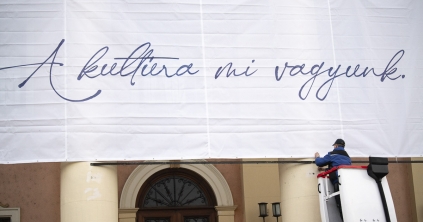 A kultúra mi vagyunk.